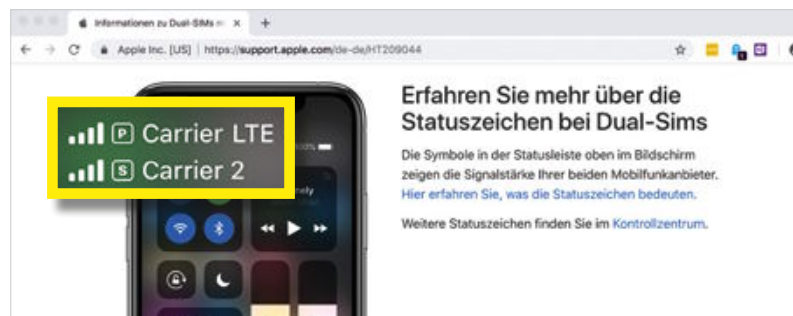 Informationen zu Dual-SIMs
Apple Inc. [US] | https://support.apple.com/de-de/HT209044
P Carrier LTE
S Carrier 2
Erfahren Sie mehr über die
Statuszeichen bei Dual-Sims
Die Symbole in der Statusleiste oben im Bildschirm
zeigen die Signalstärke Ihrer beiden Mobilfunkanbieter.
Hier erfahren Sie, was die Statuszeichen bedeuten.
Weitere Statuszeichen finden Sie im Kontrollzentrum.